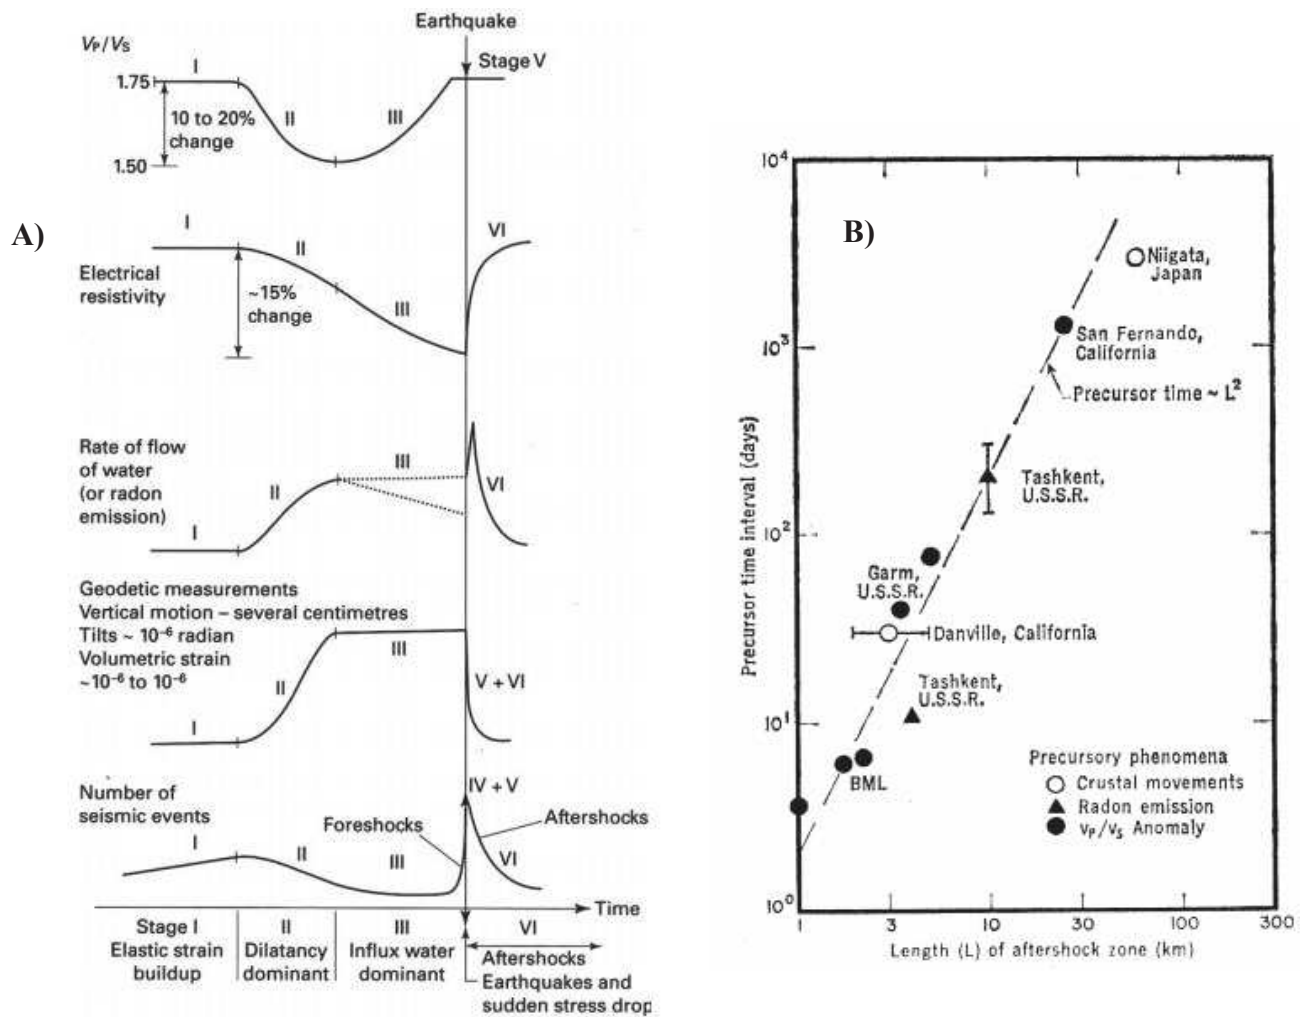 A)
Earthquake
Vₚ/Vₛ
Stage V
I
1.75
II
III
10 to 20%
change
1.50
I
VI
II
Electrical
resistivity
~15%
change
III
Rate of flow
of water
(or radon
emission)
III
II
VI
I
Geodetic measurements
Vertical motion – several centimetres
Tilts ~ 10⁻⁶ radian
Volumetric strain
~10⁻⁶ to 10⁻⁶
III
II
V + VI
I
Number of
seismic events
IV + V
Foreshocks
Aftershocks
I
II
III
VI
Time
Stage I
Elastic strain
buildup
II
Dilatancy
dominant
III
Influx water
dominant
VI
Aftershocks
Earthquakes and
sudden stress drop
B)
Precursor time interval (days)
10⁴
10³
10²
10¹
10⁰
Niigata,
Japan
San Fernando,
California
Precursor time ~ L²
Tashkent,
U.S.S.R.
Garm,
U.S.S.R.
Danville, California
Tashkent,
U.S.S.R.
BML
Precursory phenomena
Crustal movements
Radon emission
vₚ/vₛ Anomaly
1 3 10 30 100 300
Length (L) of aftershock zone (km)